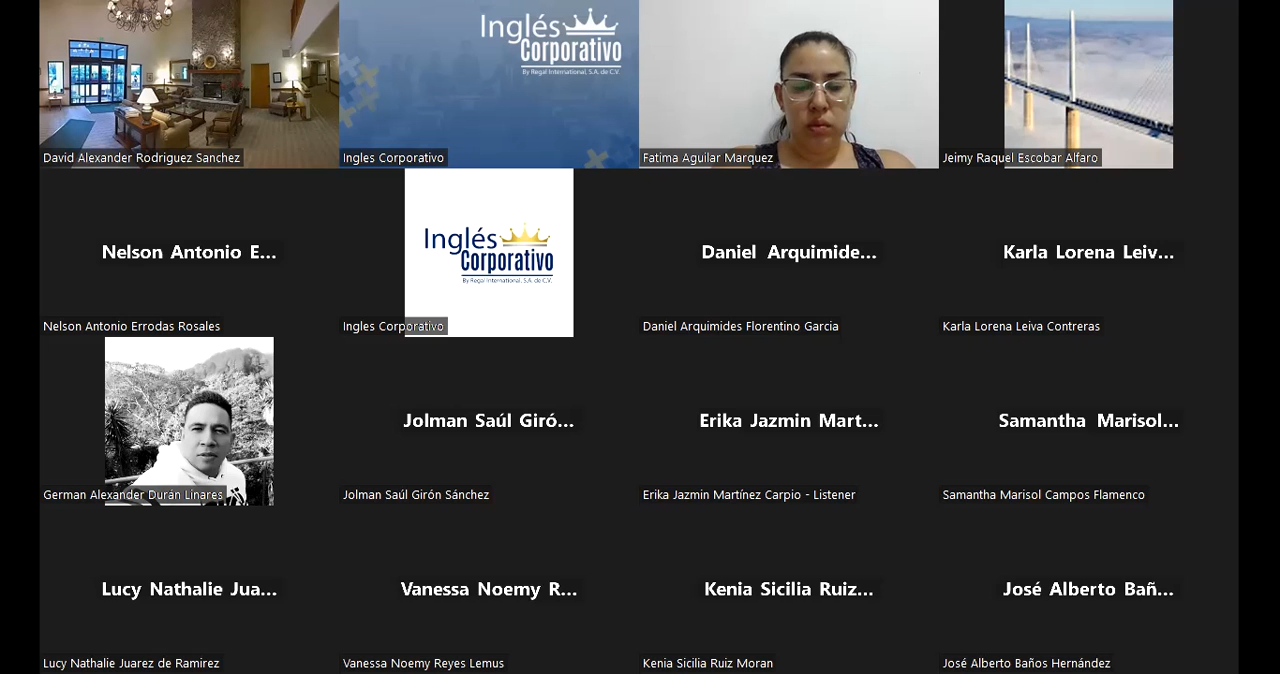 Inglés
Corporativo
By Regal International, S.A. de C.V.
David Alexander Rodriguez Sanchez
Ingles Corporativo
Fatima Aguilar Marquez
Jeimy Raquel Escobar Alfaro
Nelson Antonio E...
Inglés
Corporativo
By Regal International, S.A. de C.V.
Daniel Arquimide...
Karla Lorena Leiv...
Nelson Antonio Errodas Rosales
Ingles Corporativo
Daniel Arquimides Florentino Garcia
Karla Lorena Leiva Contreras
Jolman Saúl Giró...
Erika Jazmin Mart...
Samantha Marisol...
German Alexander Durán Linares
Jolman Saúl Girón Sánchez
Erika Jazmin Martínez Carpio - Listener
Samantha Marisol Campos Flamenco
Lucy Nathalie Jua...
Vanessa Noemy R...
Kenia Sicilia Ruiz...
José Alberto Bañ...
Lucy Nathalie Juarez de Ramirez
Vanessa Noemy Reyes Lemus
Kenia Sicilia Ruiz Moran
José Alberto Baños Hernández